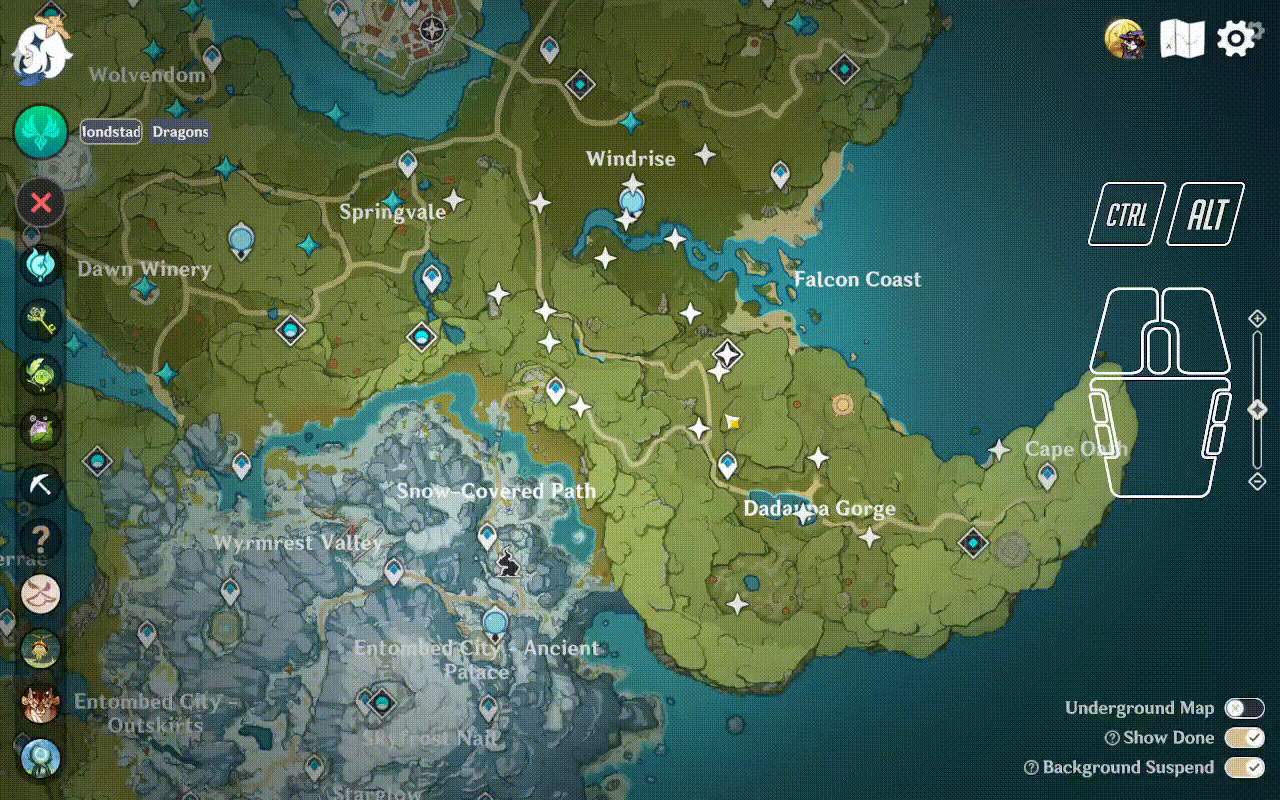 Wolvendom
londstad
Dragons
Windrise
Springvale
Dawn Winery
Falcon Coast
CTRL
ALT
Cape Oath
Snow-Covered Path
Dadaupa Gorge
Wyrmrest Valley
errae
Entombed City - Ancient
Palace
Entombed City -
Outskirts
Skyfrost Nail
Starglow
Underground Map
Show Done
Background Suspend